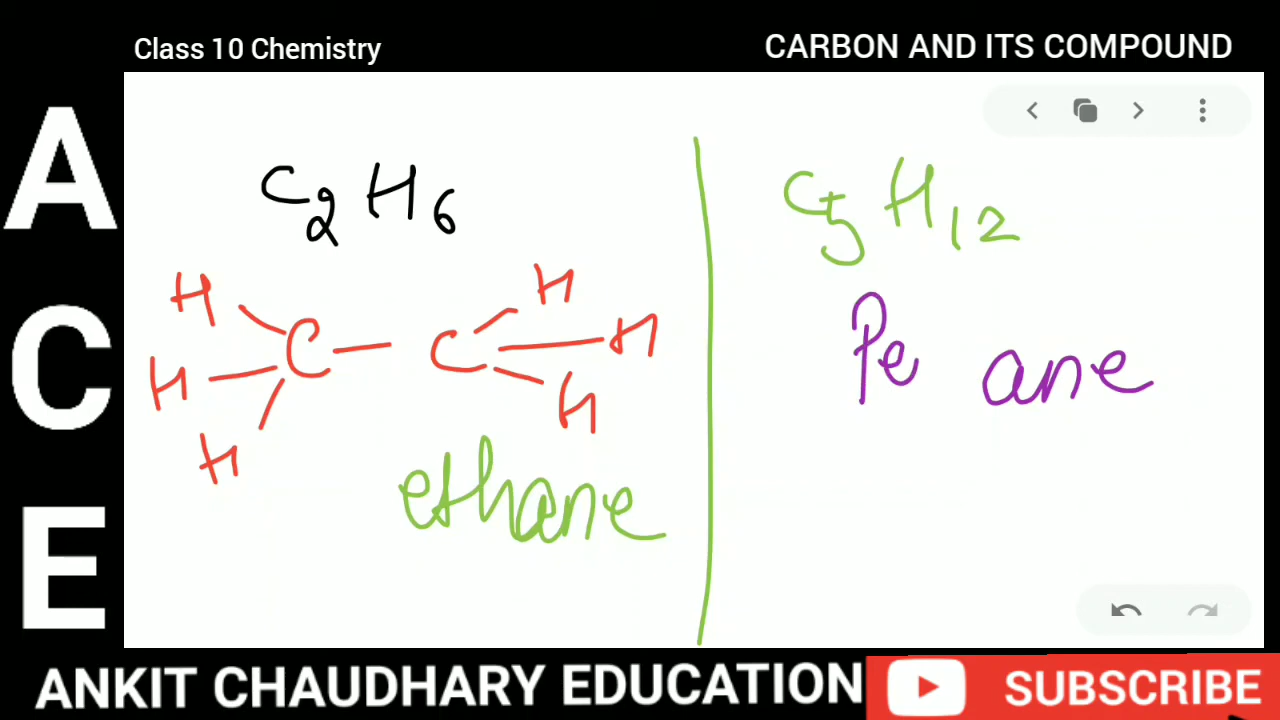 Class 10 Chemistry
CARBON AND ITS COMPOUND
A
C
E
C2H6
H H
H C C H
H H
ethane
C5H12
Pe ane
ANKIT CHAUDHARY EDUCATION
SUBSCRIBE